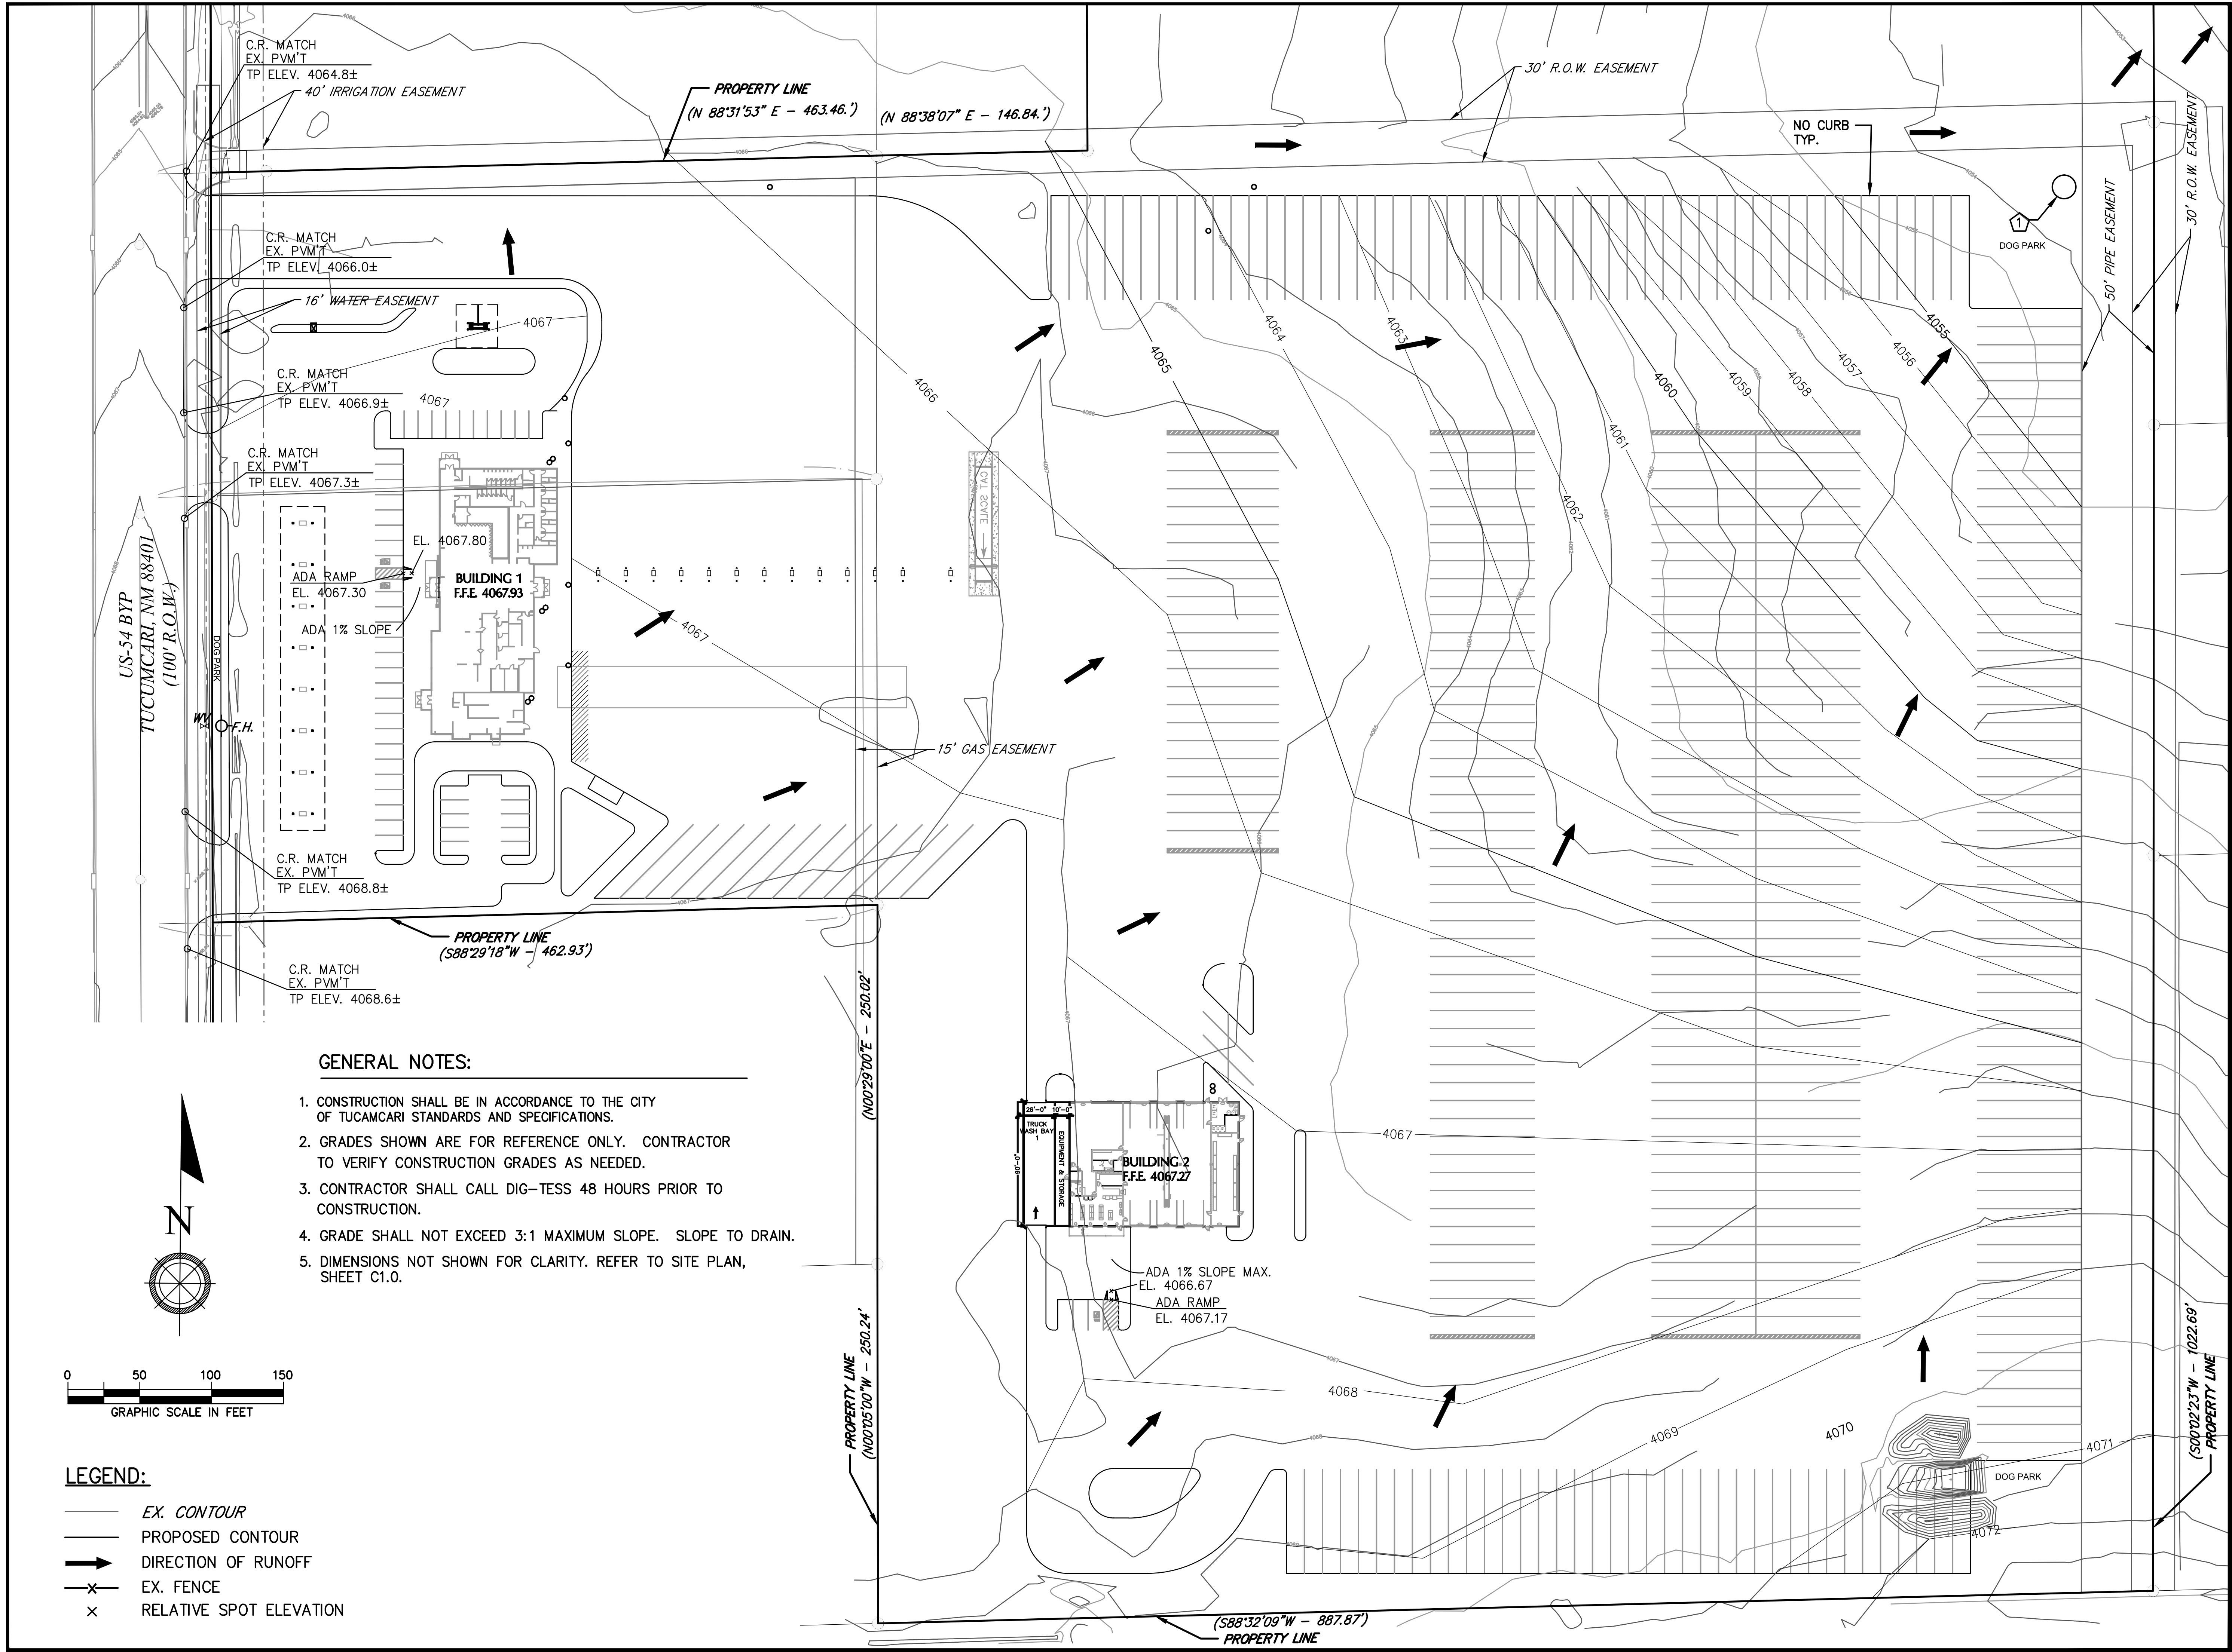 C.R. MATCH
EX. PVM'T
TP ELEV. 4064.8±
40' IRRIGATION EASEMENT
PROPERTY LINE
(N 88°31'53" E - 463.46.')
(N 88°38'07" E - 146.84.')
30' R.O.W. EASEMENT
NO CURB
TYP.
30' R.O.W. EASEMENT
50' PIPE EASEMENT
1
DOG PARK
C.R. MATCH
EX. PVM'T
TP ELEV. 4066.0±
16' WATER EASEMENT
4067
C.R. MATCH
EX. PVM'T
TP ELEV. 4066.9±
4067
4066
4065
4064
4063
4062
4061
4060
4059
4058
4057
4056
4055
C.R. MATCH
EX. PVM'T
TP ELEV. 4067.3±
CAT SCALE
EL. 4067.80
ADA RAMP
EL. 4067.30
BUILDING 1
F.F.E. 4067.93
ADA 1% SLOPE
4067
US-54 BYP
TUCUMCARI, NM 88401
(100' R.O.W.)
DOG PARK
WV
F.H.
15' GAS EASEMENT
C.R. MATCH
EX. PVM'T
TP ELEV. 4068.8±
PROPERTY LINE
(S88°29'18"W - 462.93')
C.R. MATCH
EX. PVM'T
TP ELEV. 4068.6±
(N00°29'00"E - 250.02'
GENERAL NOTES:
1. CONSTRUCTION SHALL BE IN ACCORDANCE TO THE CITY
OF TUCAMCARI STANDARDS AND SPECIFICATIONS.
2. GRADES SHOWN ARE FOR REFERENCE ONLY. CONTRACTOR
TO VERIFY CONSTRUCTION GRADES AS NEEDED.
3. CONTRACTOR SHALL CALL DIG-TESS 48 HOURS PRIOR TO
CONSTRUCTION.
4. GRADE SHALL NOT EXCEED 3:1 MAXIMUM SLOPE. SLOPE TO DRAIN.
5. DIMENSIONS NOT SHOWN FOR CLARITY. REFER TO SITE PLAN,
SHEET C1.0.
26'-0" 10'-0"
TRUCK
WASH BAY
1
EQUIPMENT & STORAGE
90'-0"
BUILDING 2
F.F.E. 4067.27
4067
ADA 1% SLOPE MAX.
EL. 4066.67
ADA RAMP
EL. 4067.17
4068
4069
4070
4071
4072
DOG PARK
N
0 50 100 150
GRAPHIC SCALE IN FEET
PROPERTY LINE
(N00°05'00"W - 250.24'
(S00°02'23"W - 1022.69'
PROPERTY LINE
LEGEND:
EX. CONTOUR
PROPOSED CONTOUR
DIRECTION OF RUNOFF
EX. FENCE
RELATIVE SPOT ELEVATION
(S88°32'09"W - 887.87')
PROPERTY LINE